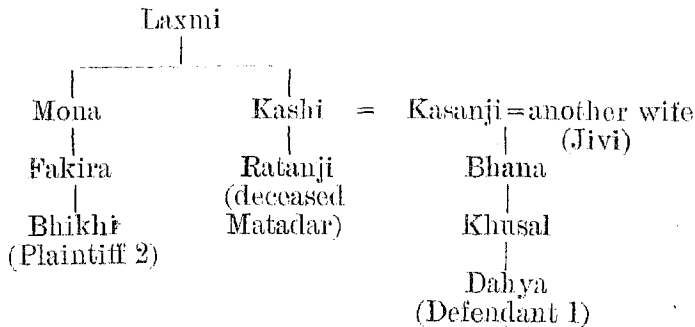 Laxmi
Mona Kashi = Kasanji=another wife
(Jivi)
Fakira Ratanji Bhana
(deceased
Bhikhi Matadar) Khusal
(Plaintiff 2)
Dahya
(Defendant 1)